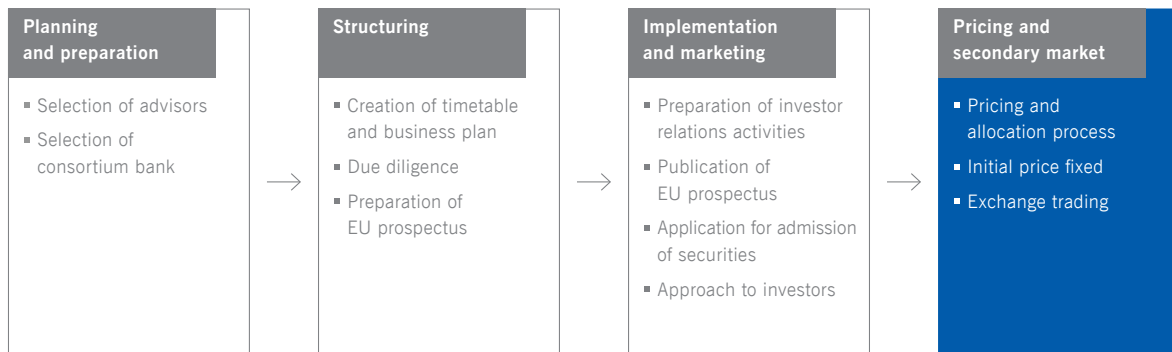 Planning
and preparation
▪ Selection of advisors
▪ Selection of
consortium bank
Structuring
▪ Creation of timetable
and business plan
▪ Due diligence
▪ Preparation of
EU prospectus
Implementation
and marketing
▪ Preparation of investor
relations activities
▪ Publication of
EU prospectus
▪ Application for admission
of securities
▪ Approach to investors
Pricing and
secondary market
▪ Pricing and
allocation process
▪ Initial price fixed
▪ Exchange trading